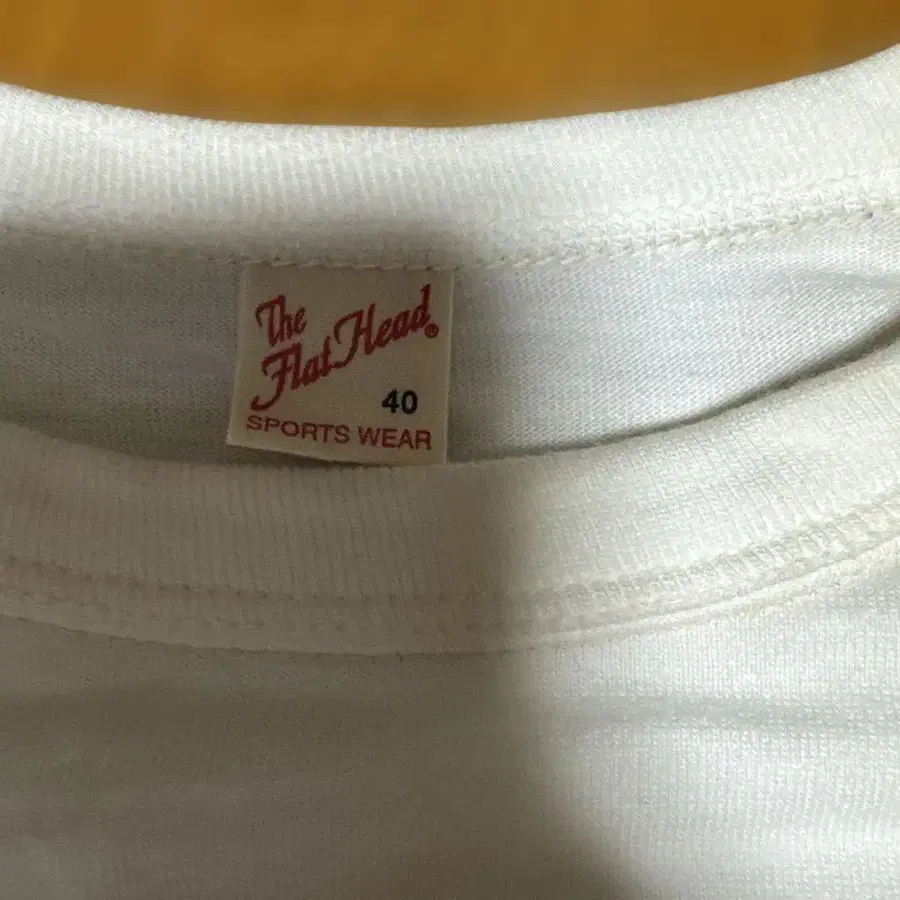 The
Flat Head®
40
SPORTS WEAR